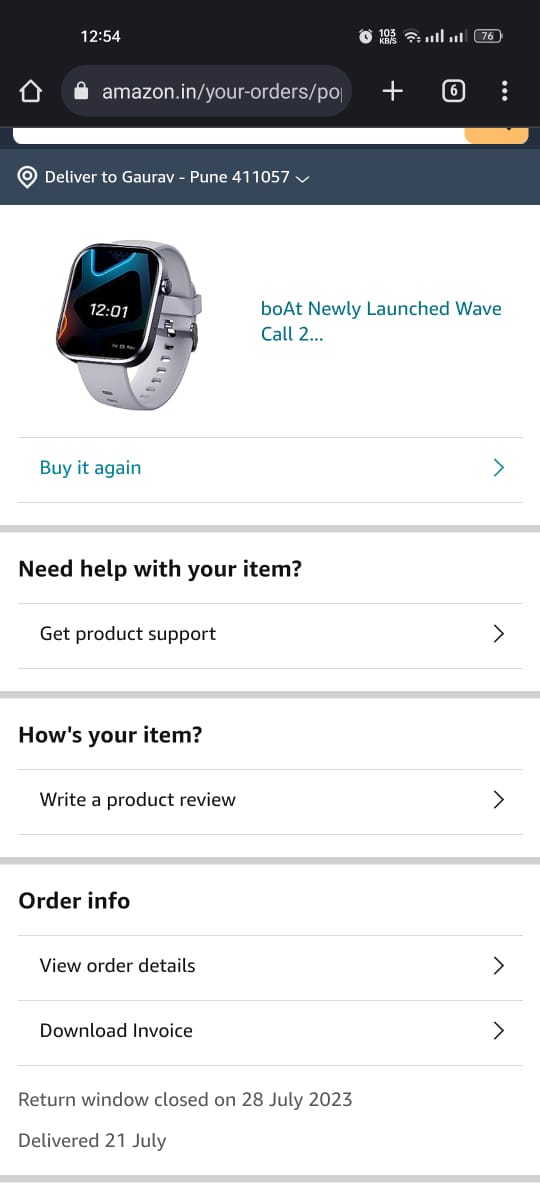 12:54
103
KB/S
76
amazon.in/your-orders/po
6
Deliver to Gaurav - Pune 411057
12:01
boAt Newly Launched Wave
Call 2...
Buy it again
Need help with your item?
Get product support
How's your item?
Write a product review
Order info
View order details
Download Invoice
Return window closed on 28 July 2023
Delivered 21 July